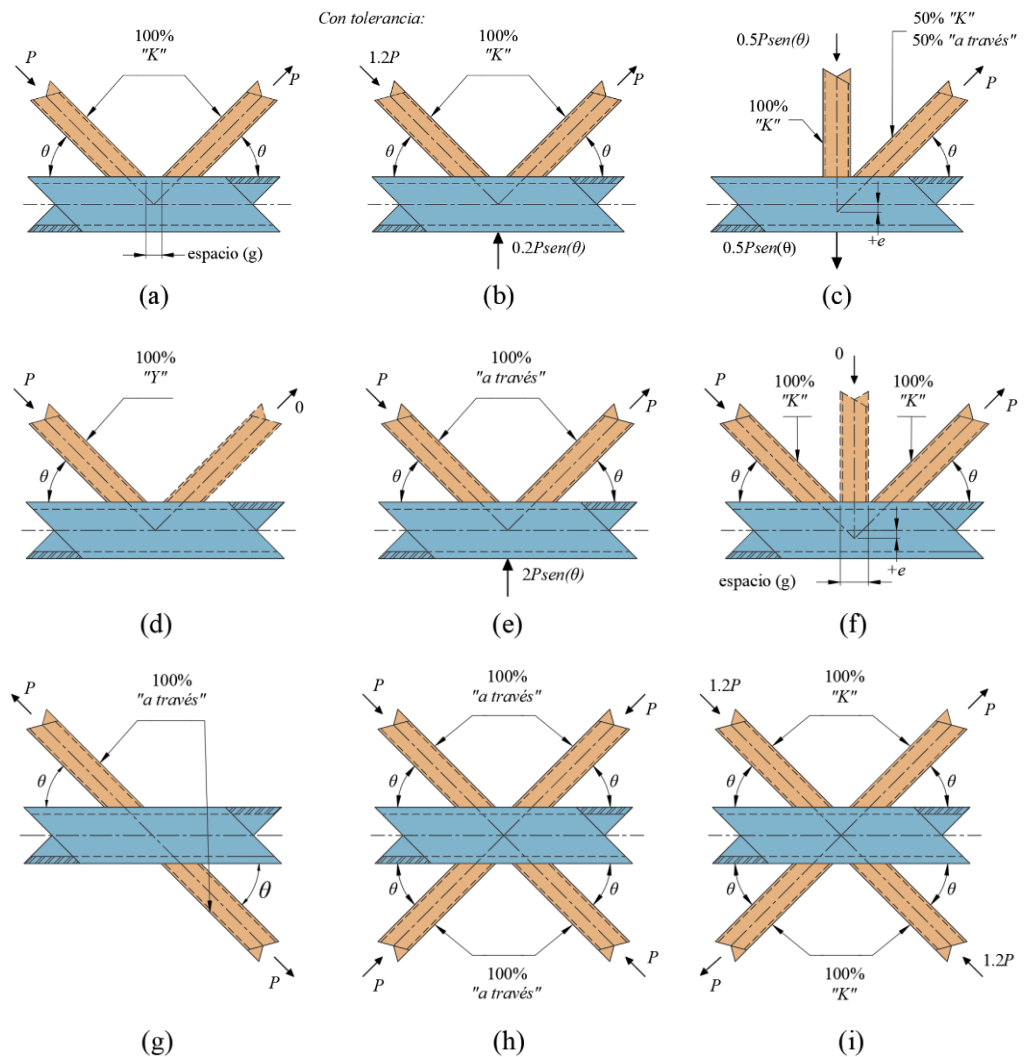 Con tolerancia:
P
100%
"K"
P
θ
θ
espacio (g)
(a)
1.2P
100%
"K"
P
θ
θ
0.2Psen(θ)
(b)
0.5Psen(θ)
50% "K"
50% "a través"
100%
"K"
P
θ
0.5Psen(θ)
+e
(c)
P
100%
"Y"
0
θ
(d)
P
100%
"a través"
P
θ
θ
2Psen(θ)
(e)
0
P
100%
"K"
100%
"K"
P
θ
θ
espacio (g)
+e
(f)
P
100%
"a través"
θ
θ
P
(g)
P
100%
"a través"
P
θ
θ
θ
θ
P
100%
"a través"
P
(h)
1.2P
100%
"K"
P
θ
θ
θ
θ
P
100%
"K"
1.2P
(i)